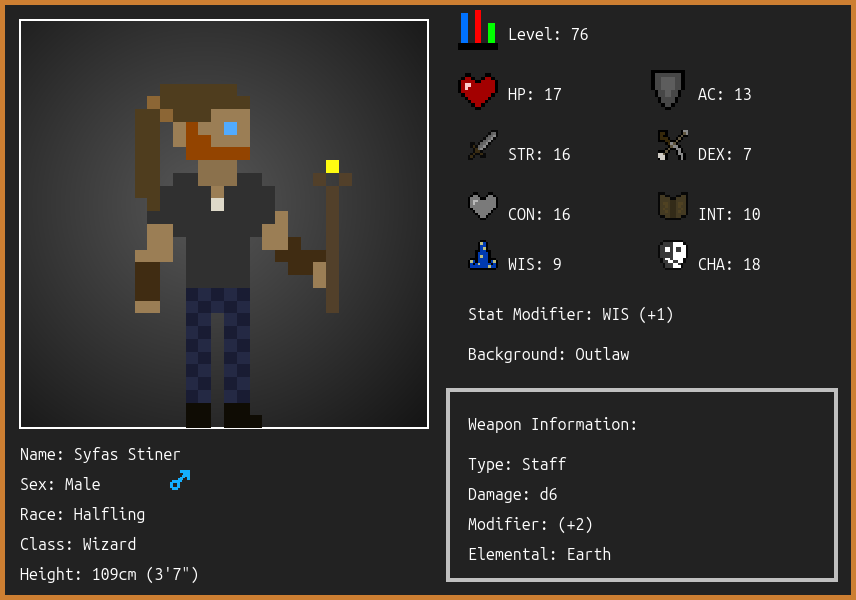 Level: 76
HP: 17
AC: 13
STR: 16
DEX: 7
CON: 16
INT: 10
WIS: 9
CHA: 18
Stat Modifier: WIS (+1)
Background: Outlaw
Weapon Information:
Type: Staff
Damage: d6
Modifier: (+2)
Elemental: Earth
Name: Syfas Stiner
Sex: Male
Race: Halfling
Class: Wizard
Height: 109cm (3'7")